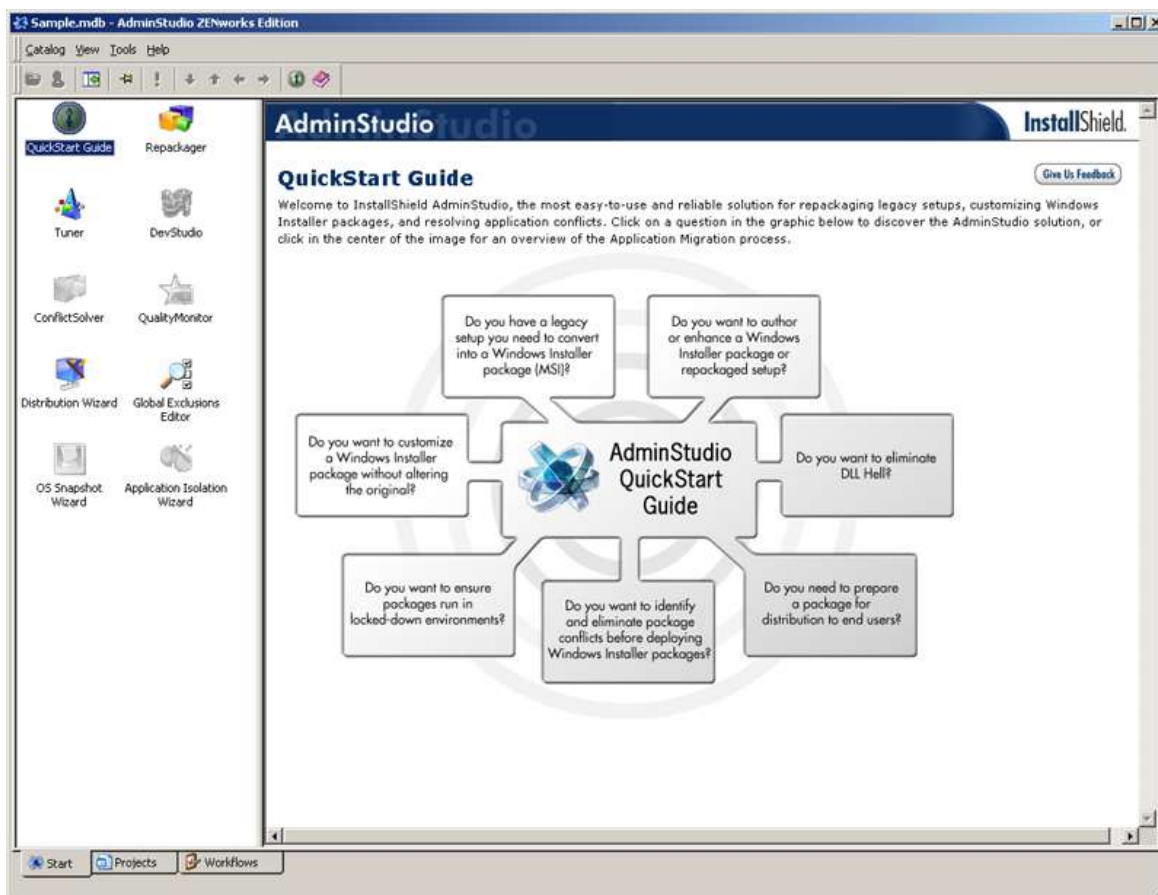 Sample.mdb - AdminStudio ZENworks Edition
Catalog View Tools Help
QuickStart Guide
Repackager
Tuner
DevStudio
ConflictSolver
QualityMonitor
Distribution Wizard
Global Exclusions
Editor
OS Snapshot
Wizard
Application Isolation
Wizard
AdminStudio
InstallShield.
QuickStart Guide
Give Us Feedback
Welcome to InstallShield AdminStudio, the most easy-to-use and reliable solution for repackaging legacy setups, customizing Windows
Installer packages, and resolving application conflicts. Click on a question in the graphic below to discover the AdminStudio solution, or
click in the center of the image for an overview of the Application Migration process.
Do you have a legacy
setup you need to convert
into a Windows Installer
package (MSI)?
Do you want to author
or enhance a Windows
Installer package or
repackaged setup?
Do you want to customize
a Windows Installer
package without altering
the original?
AdminStudio
QuickStart
Guide
Do you want to eliminate
DLL Hell?
Do you want to ensure
packages run in
locked-down environments?
Do you want to identify
and eliminate package
conflicts before deploying
Windows Installer packages?
Do you need to prepare
a package for
distribution to end users?
Start
Projects
Workflows